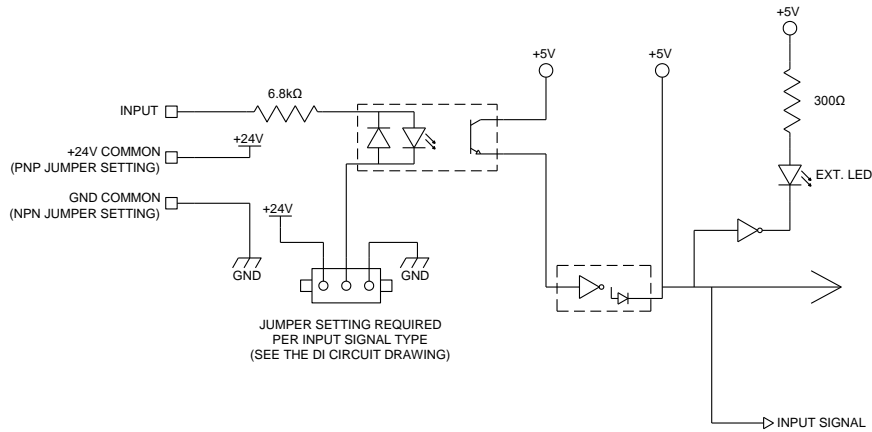 +5V
+5V
+5V
6.8kΩ
300Ω
INPUT
+24V
+24V COMMON
(PNP JUMPER SETTING)
EXT. LED
GND COMMON
(NPN JUMPER SETTING)
+24V
GND
GND
JUMPER SETTING REQUIRED
PER INPUT SIGNAL TYPE
(SEE THE DI CIRCUIT DRAWING)
INPUT SIGNAL